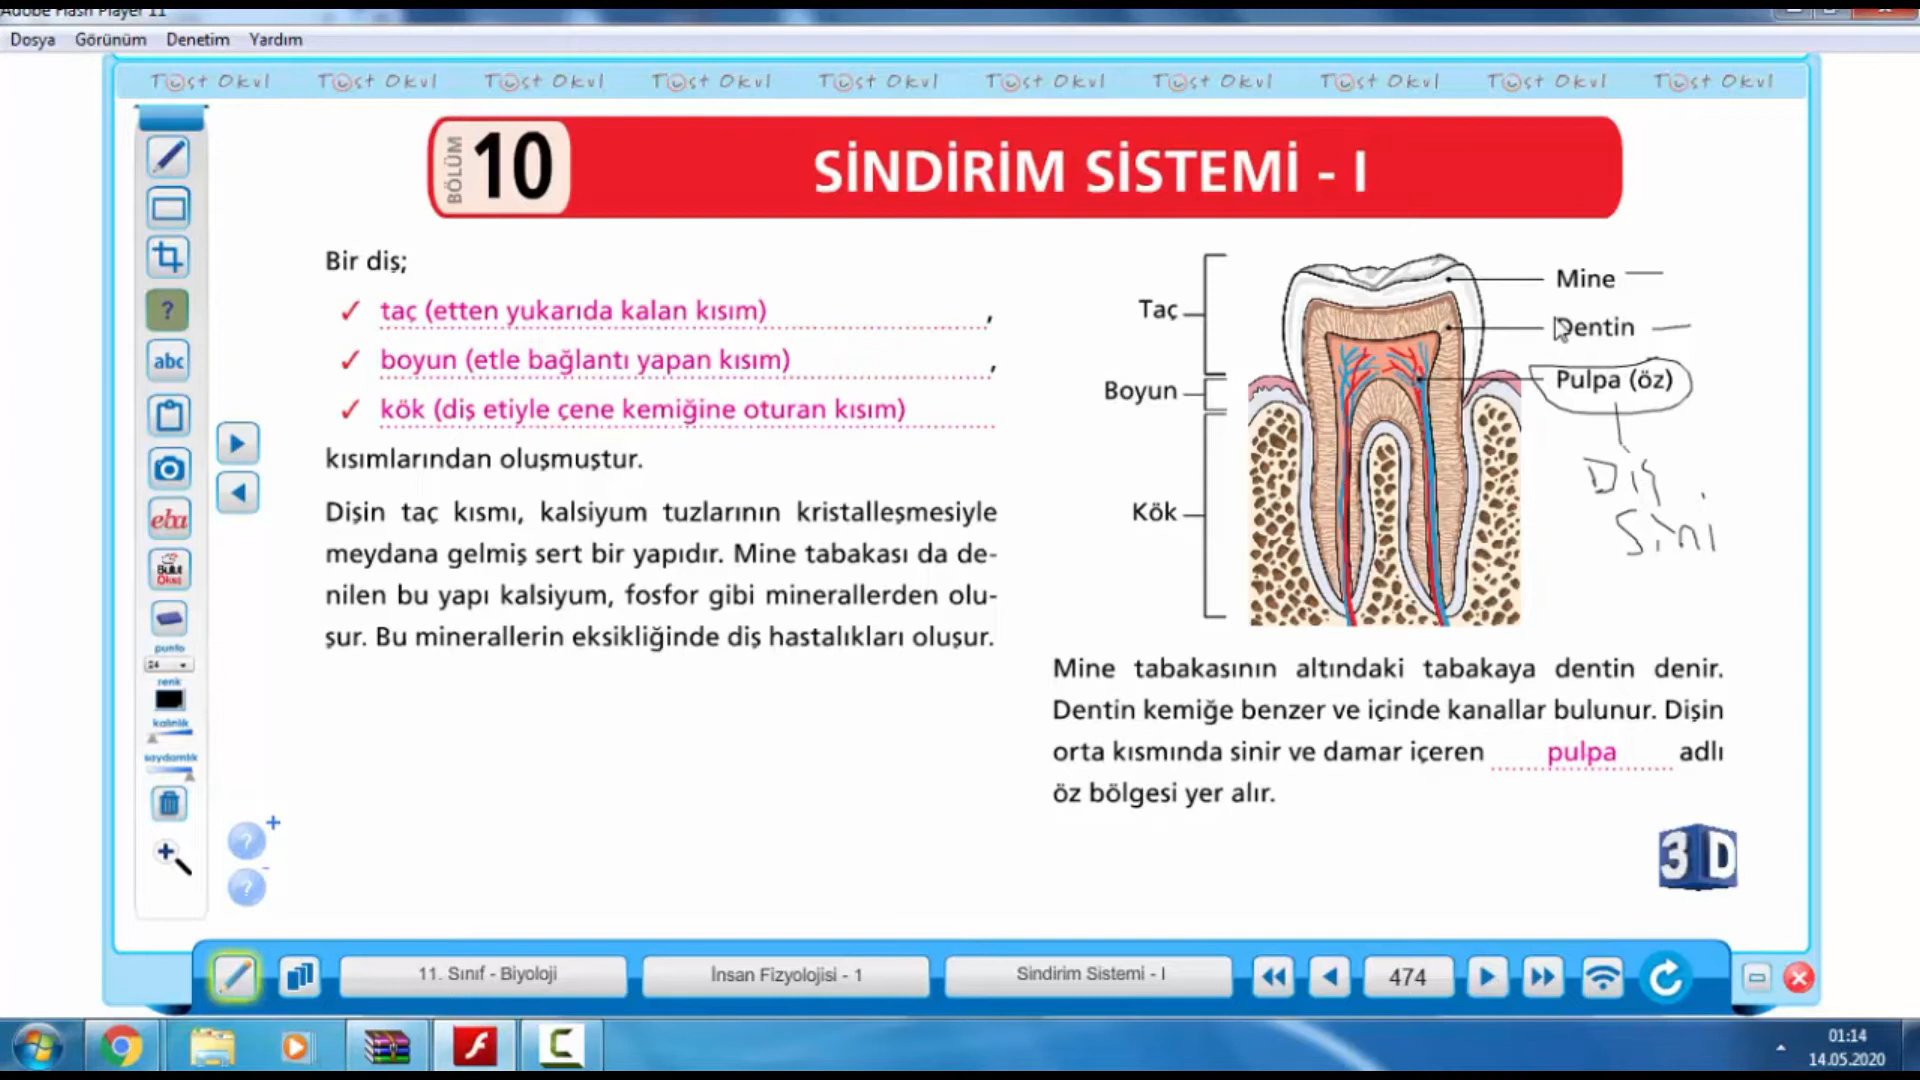 Adobe Flash Player 11
Dosya Görünüm Denetim Yardım
Test Okul Test Okul Test Okul Test Okul Test Okul Test Okul Test Okul Test Okul Test Okul Test Okul
BÖLÜM 10 SİNDİRİM SİSTEMİ - I
Bir diş;
✓ taç (etten yukarıda kalan kısım) ,
✓ boyun (etle bağlantı yapan kısım) ,
✓ kök (diş etiyle çene kemiğine oturan kısım)
kısımlarından oluşmuştur.
Dişin taç kısmı, kalsiyum tuzlarının kristalleşmesiyle
meydana gelmiş sert bir yapıdır. Mine tabakası da de-
nilen bu yapı kalsiyum, fosfor gibi minerallerden olu-
şur. Bu minerallerin eksikliğinde diş hastalıkları oluşur.
Taç
Boyun
Kök
Mine
Dentin
Pulpa (öz)
Diş
Sini
Mine tabakasının altındaki tabakaya dentin denir.
Dentin kemiğe benzer ve içinde kanallar bulunur. Dişin
orta kısmında sinir ve damar içeren pulpa adlı
öz bölgesi yer alır.
3D
?
abc
eba
Bulut
Okul
punto
24
renk
kalınlık
saydamlık
?
?
11. Sınıf - Biyoloji
İnsan Fizyolojisi - 1
Sindirim Sistemi - I
474
01:14
14.05.2020